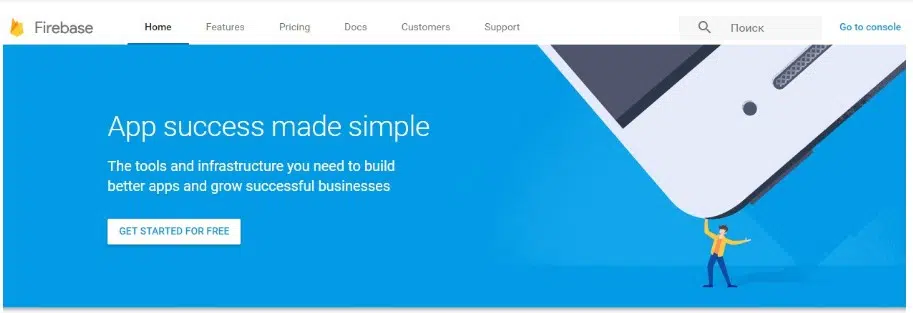 Firebase Home Features Pricing Docs Customers Support Поиск Go to console
App success made simple
The tools and infrastructure you need to build
better apps and grow successful businesses
GET STARTED FOR FREE